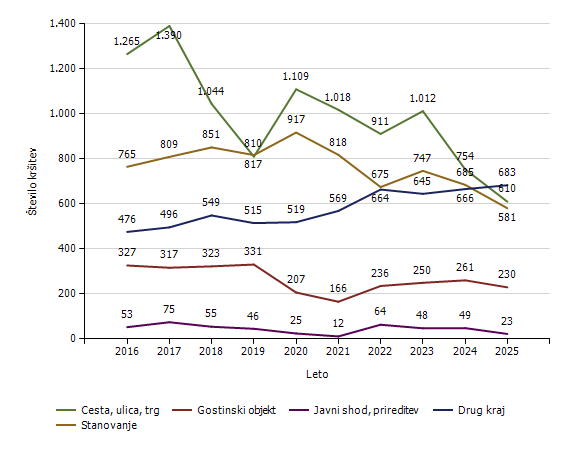 1.400
1.200
1.000
800
600
400
200
0
Število kršitev
1.265 1.390 1.044 810 1.109 1.018 911 1.012 754 610
765 809 851 817 917 818 675 747 685 581
476 496 549 515 519 569 664 645 666 683
327 317 323 331 207 166 236 250 261 230
53 75 55 46 25 12 64 48 49 23
2016 2017 2018 2019 2020 2021 2022 2023 2024 2025
Leto
Cesta, ulica, trg Gostinski objekt Javni shod, prireditev Drug kraj
Stanovanje